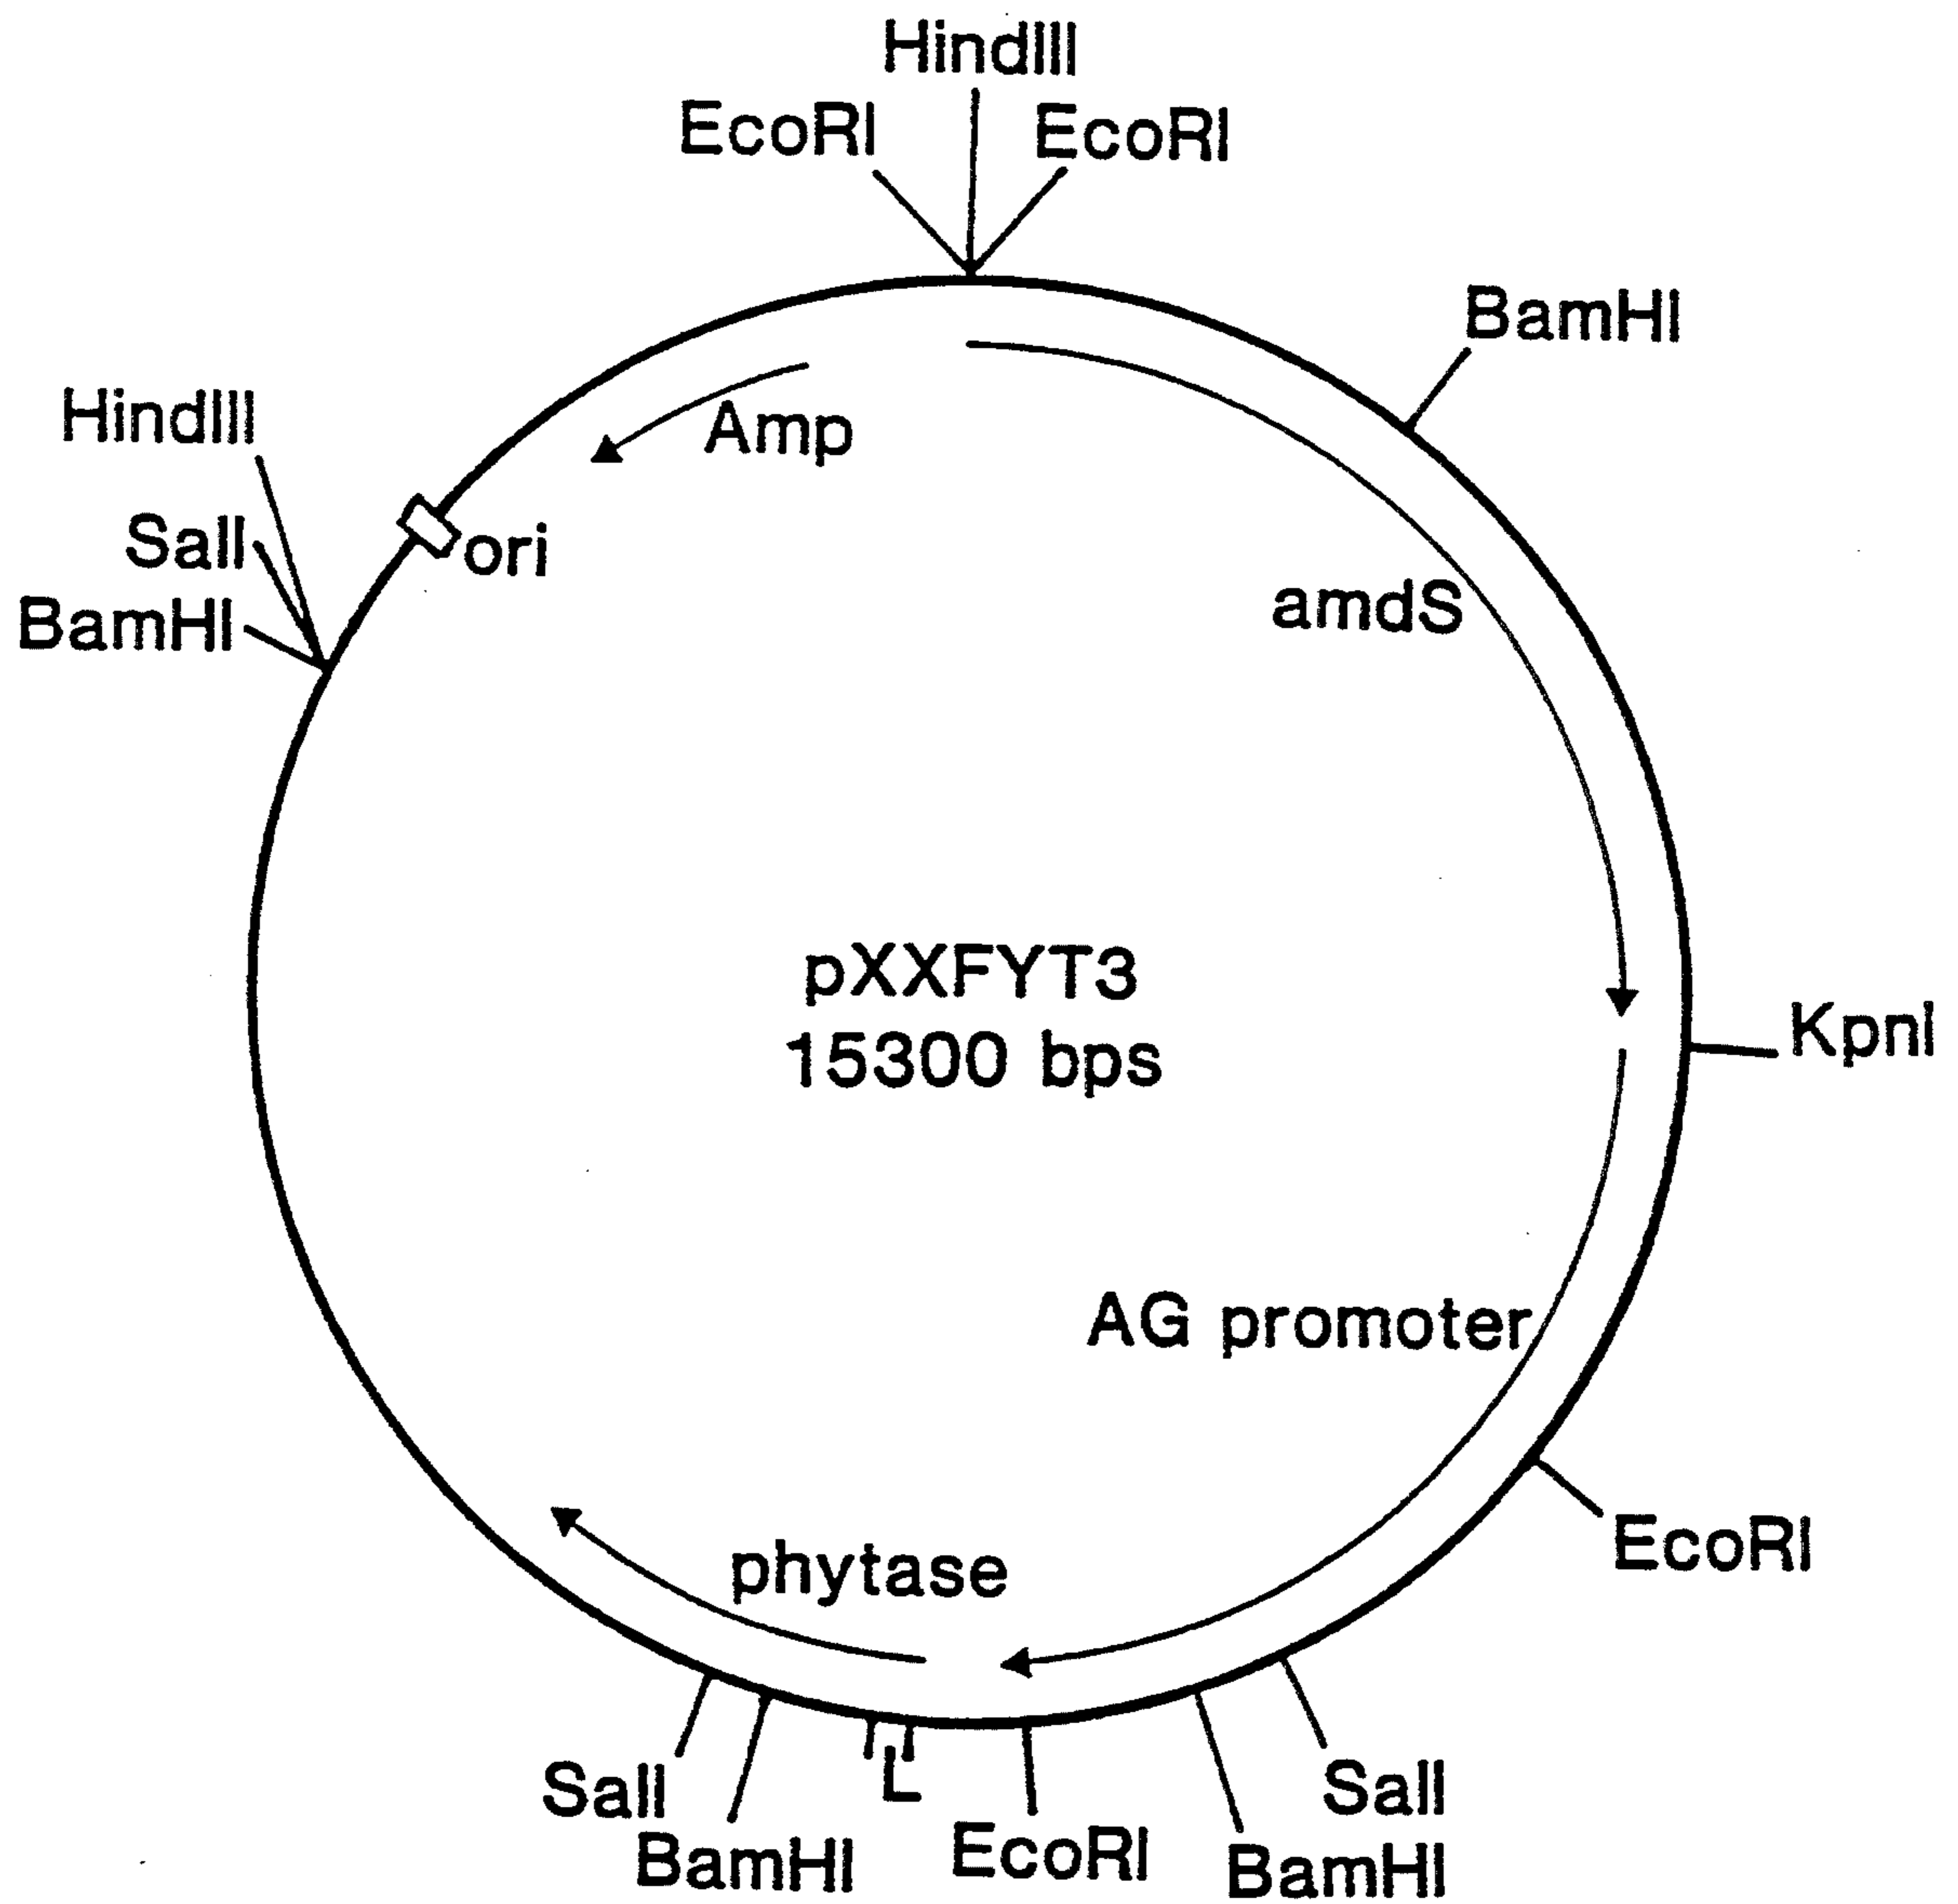 HindIII
EcoRI EcoRI
BamHI
HindIII
Amp
SalI
ori
BamHI
amdS
pXXFYT3
15300 bps
KpnI
AG promoter
EcoRI
phytase
SalI
L
SalI
BamHI
EcoRI
BamHI